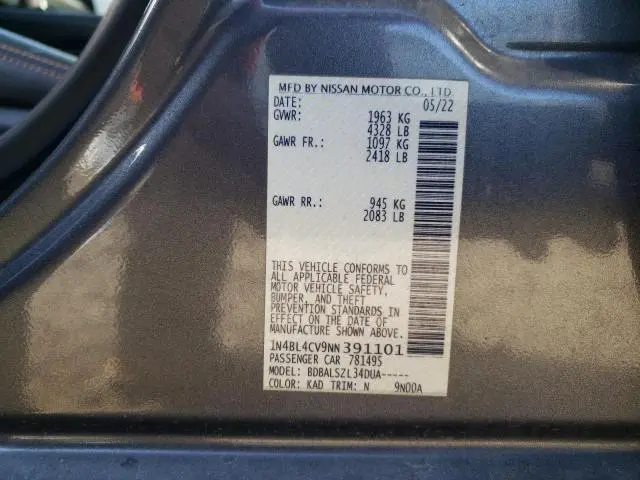 MFD BY NISSAN MOTOR CO., LTD
DATE: 05/22
GVWR: 1963 KG
4328 LB
GAWR FR.: 1097 KG
2418 LB
GAWR RR.: 945 KG
2083 LB
THIS VEHICLE CONFORMS TO
ALL APPLICABLE FEDERAL
MOTOR VEHICLE SAFETY,
BUMPER, AND THEFT
PREVENTION STANDARDS IN
EFFECT ON THE DATE OF
MANUFACTURE SHOWN ABOVE.
1N4BL4CV9NN391101
PASSENGER CAR 781495
MODEL: BDBALSZL34DUA-----
COLOR: KAD TRIM: N 9N00A